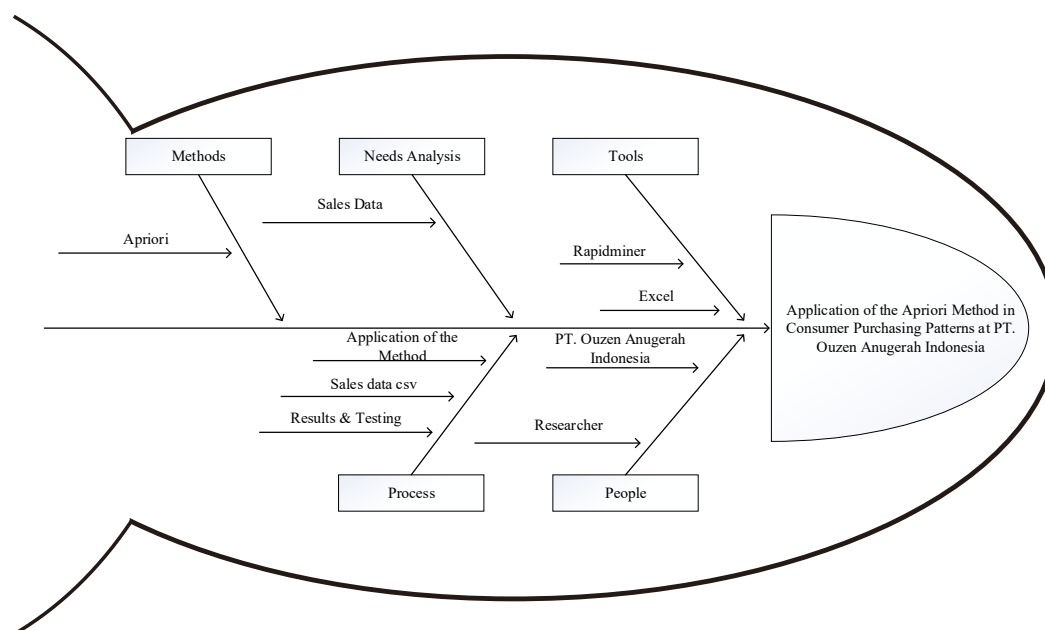 Methods
Needs Analysis
Tools
Sales Data
Apriori
Rapidminer
Excel
Application of the Apriori Method in
Consumer Purchasing Patterns at PT.
Ouzen Anugerah Indonesia
Application of the
Method
PT. Ouzen Anugerah
Indonesia
Sales data csv
Results & Testing
Researcher
Process
People